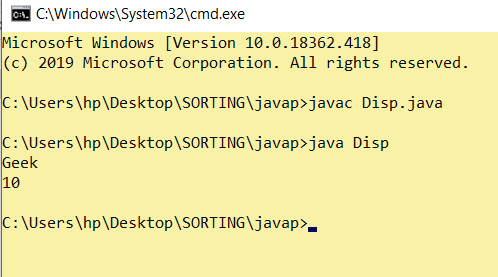 C:\Windows\System32\cmd.exe
Microsoft Windows [Version 10.0.18362.418]
(c) 2019 Microsoft Corporation. All rights reserved.
C:\Users\hp\Desktop\SORTING\javap>javac Disp.java
C:\Users\hp\Desktop\SORTING\javap>java Disp
Geek
10
C:\Users\hp\Desktop\SORTING\javap>